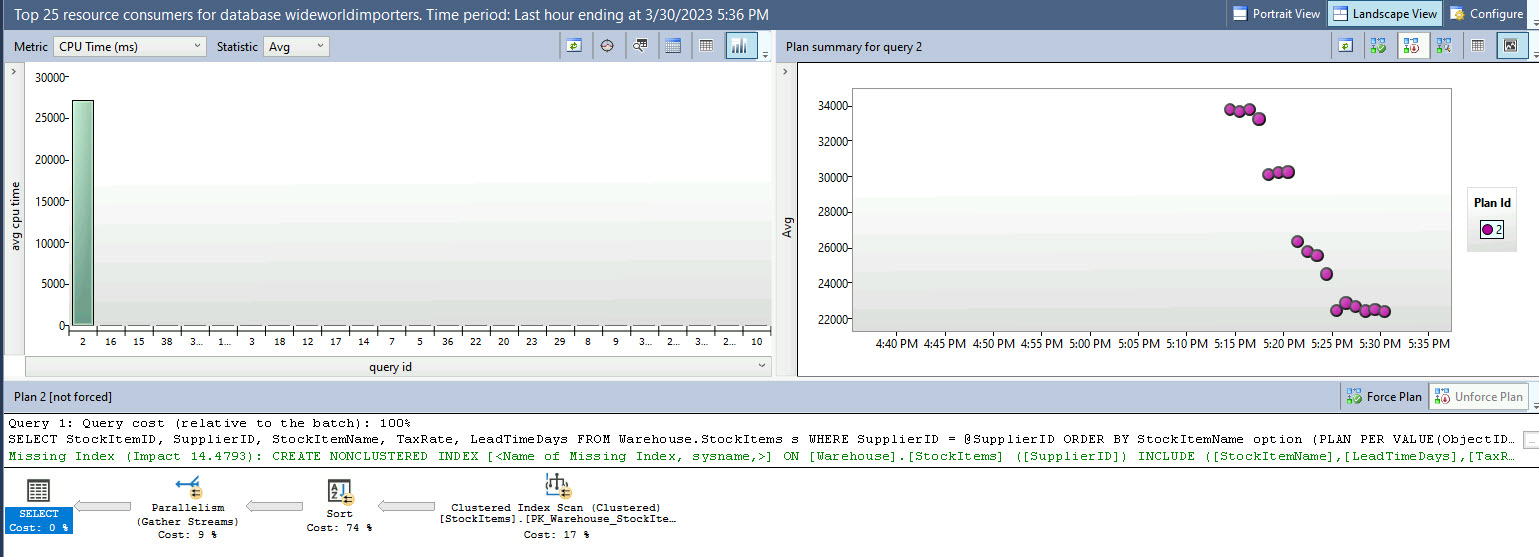 Top 25 resource consumers for database wideworldimporters. Time period: Last hour ending at 3/30/2023 5:36 PM
Portrait View
Landscape View
Configure
Metric
CPU Time (ms)
Statistic
Avg
30000
25000
20000
15000
10000
5000
0
avg cpu time
2 16 15 38 3... 1... 3 18 12 17 14 7 5 36 22 20 23 29 8 9 3... 2... 3... 2... 10
query id
Plan summary for query 2
34000
32000
30000
28000
26000
24000
22000
Avg
4:40 PM 4:45 PM 4:50 PM 4:55 PM 5:00 PM 5:05 PM 5:10 PM 5:15 PM 5:20 PM 5:25 PM 5:30 PM 5:35 PM
Plan Id
2
Plan 2 [not forced]
Force Plan
Unforce Plan
Query 1: Query cost (relative to the batch): 100%
SELECT StockItemID, SupplierID, StockItemName, TaxRate, LeadTimeDays FROM Warehouse.StockItems s WHERE SupplierID = @SupplierID ORDER BY StockItemName option (PLAN PER VALUE(ObjectID...
...
Missing Index (Impact 14.4793): CREATE NONCLUSTERED INDEX [<Name of Missing Index, sysname,>] ON [Warehouse].[StockItems] ([SupplierID]) INCLUDE ([StockItemName],[LeadTimeDays],[TaxR...
SELECT
Cost: 0 %
Parallelism
(Gather Streams)
Cost: 9 %
Sort
Cost: 74 %
Clustered Index Scan (Clustered)
[StockItems].[PK_Warehouse_StockIte...
Cost: 17 %